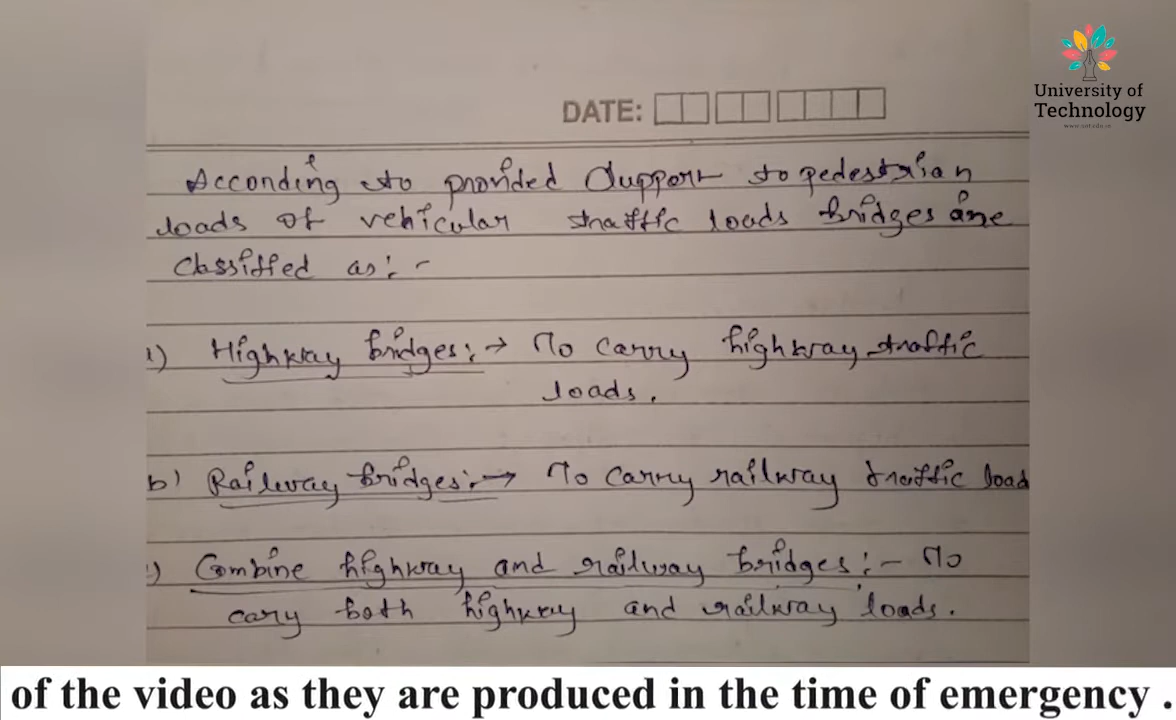 University of
Technology
DATE:
According to provided support to pedestrian
loads of vehicular traffic loads bridges are
classified as:-
a) Highway bridges:→ To carry highway traffic
loads.
b) Railway bridges:→ To carry railway traffic load
c) Combine highway and railway bridges:- To
cary both highway and railway loads.
of the video as they are produced in the time of emergency .